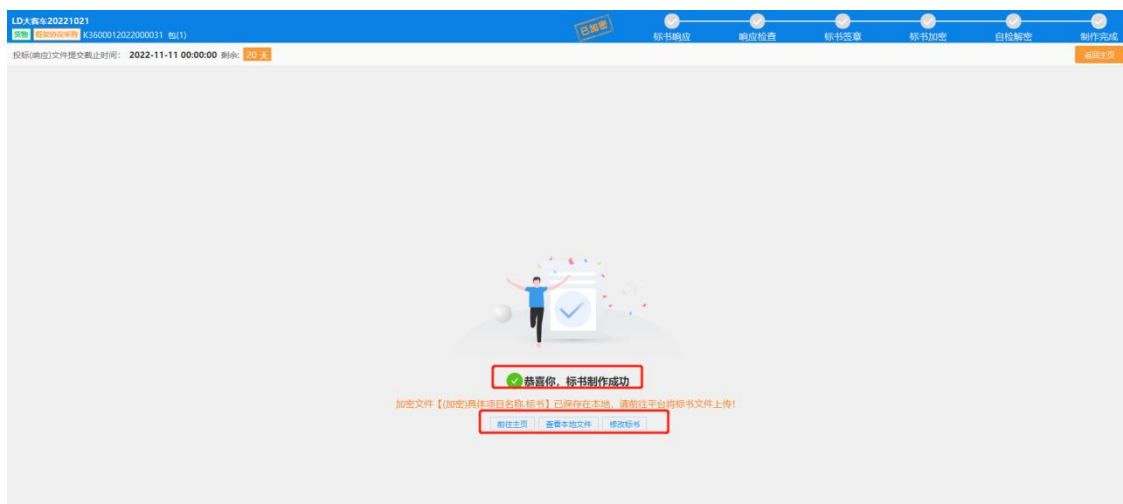 LD大客车20221021
货物 框架协议采购 K3600012022000031 包(1)
已加密
标书响应 响应检查 标书签章 标书加密 自检解密 制作完成
投标(响应)文件提交截止时间： 2022-11-11 00:00:00 剩余: 20 天
返回主页
恭喜你，标书制作成功
加密文件【(加密)具体项目名称.标书】已保存在本地，请前往平台将标书文件上传！
前往主页 查看本地文件 修改标书